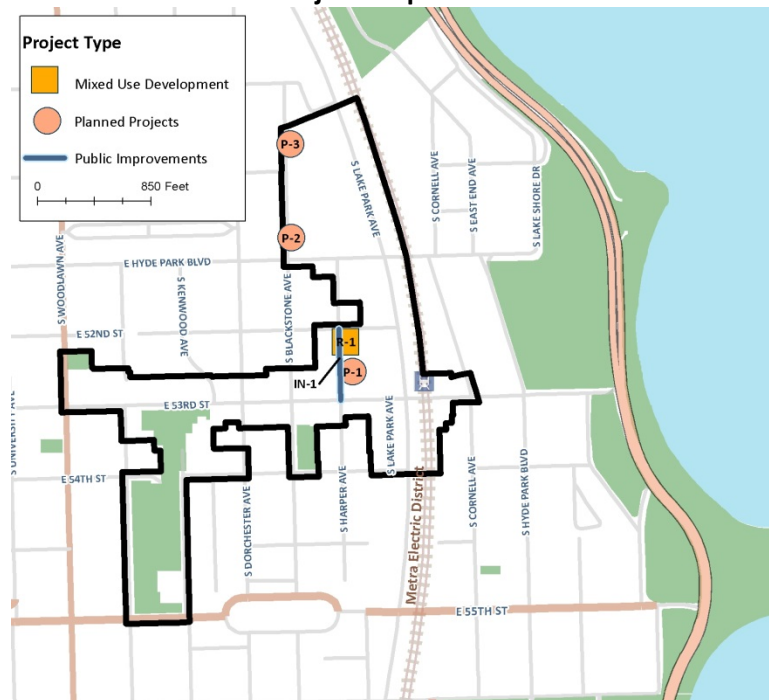 Project Type
Mixed Use Development
Planned Projects
Public Improvements
0 850 Feet
P-3
P-2
R-1
P-1
IN-1
S LAKE PARK AVE
S CORNELL AVE
S EAST END AVE
S LAKE SHORE DR
S WOODLAWN AVE
E HYDE PARK BLVD
S KENWOOD AVE
S BLACKSTONE AVE
E 52ND ST
E 53RD ST
S UNIVERSITY AVE
E 54TH ST
S DORCHESTER AVE
S HARPER AVE
S LAKE PARK AVE
Metra Electric District
S CORNELL AVE
S HYDE PARK BLVD
E 55TH ST